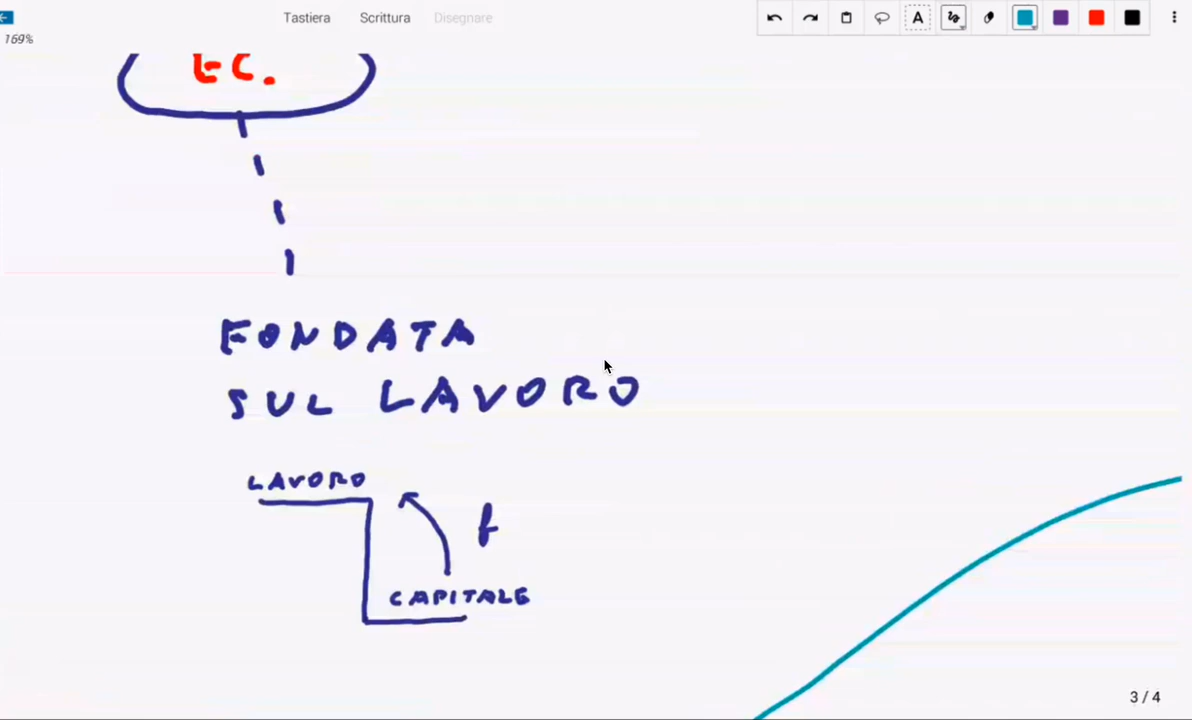 Tastiera Scrittura Disegnare
A
169%
EC.
FONDATA
SUL LAVORO
LAVORO
f
CAPITALE
3 / 4